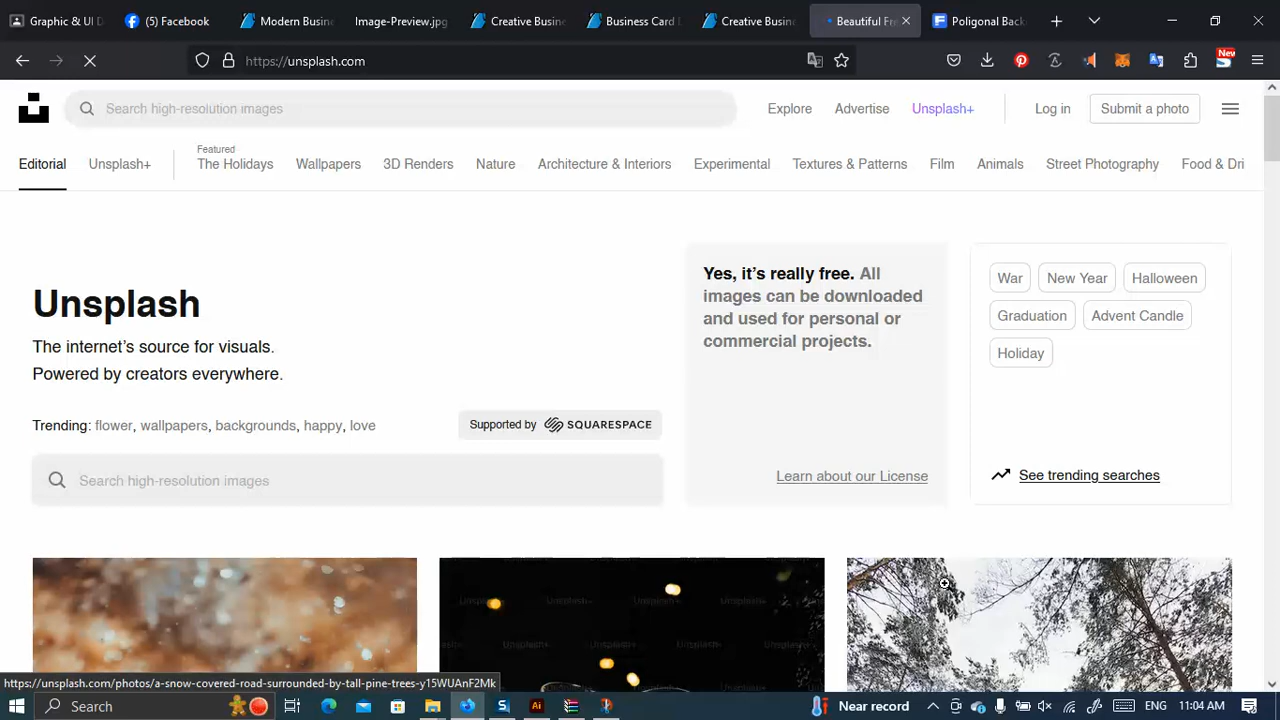 Graphic & UI D
(5) Facebook
Modern Busine
Image-Preview.jpg
Creative Busin
Business Card
Creative Busin
Beautiful Fre
Poligonal Back
https://unsplash.com
New
Search high-resolution images
Explore
Advertise
Unsplash+
Log in
Submit a photo
Editorial
Unsplash+
Featured
The Holidays
Wallpapers
3D Renders
Nature
Architecture & Interiors
Experimental
Textures & Patterns
Film
Animals
Street Photography
Food & Dri
Unsplash
The internet's source for visuals.
Powered by creators everywhere.
Trending: flower, wallpapers, backgrounds, happy, love
Supported by SQUARESPACE
Search high-resolution images
Yes, it's really free. All
images can be downloaded
and used for personal or
commercial projects.
Learn about our License
War
New Year
Halloween
Graduation
Advent Candle
Holiday
See trending searches
https://unsplash.com/photos/a-snow-covered-road-surrounded-by-tall-pine-trees-y15WUAnF2Mk
Search
Near record
ENG
11:04 AM